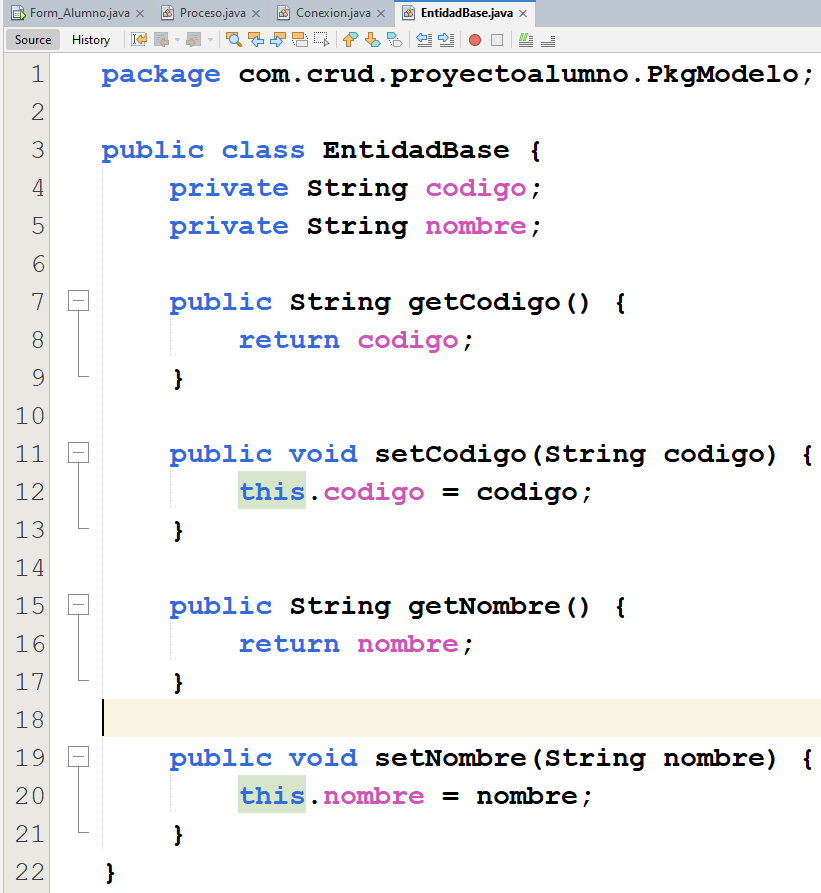 Form_Alumno.java Proceso.java Conexion.java EntidadBase.java
Source History
1 package com.crud.proyectoalumno.PkgModelo;
2
3 public class EntidadBase {
4     private String codigo;
5     private String nombre;
6
7     public String getCodigo() {
8         return codigo;
9     }
10
11     public void setCodigo(String codigo) {
12         this.codigo = codigo;
13     }
14
15     public String getNombre() {
16         return nombre;
17     }
18
19     public void setNombre(String nombre) {
20         this.nombre = nombre;
21     }
22 }